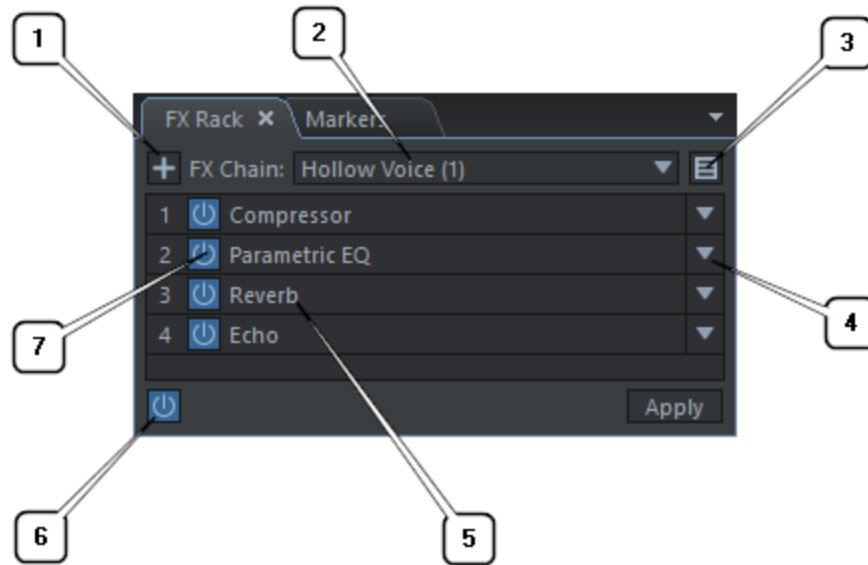 1
2
3
FX Rack
Markers
FX Chain: Hollow Voice (1)
1 Compressor
2 Parametric EQ
3 Reverb
4 Echo
4
7
Apply
6
5